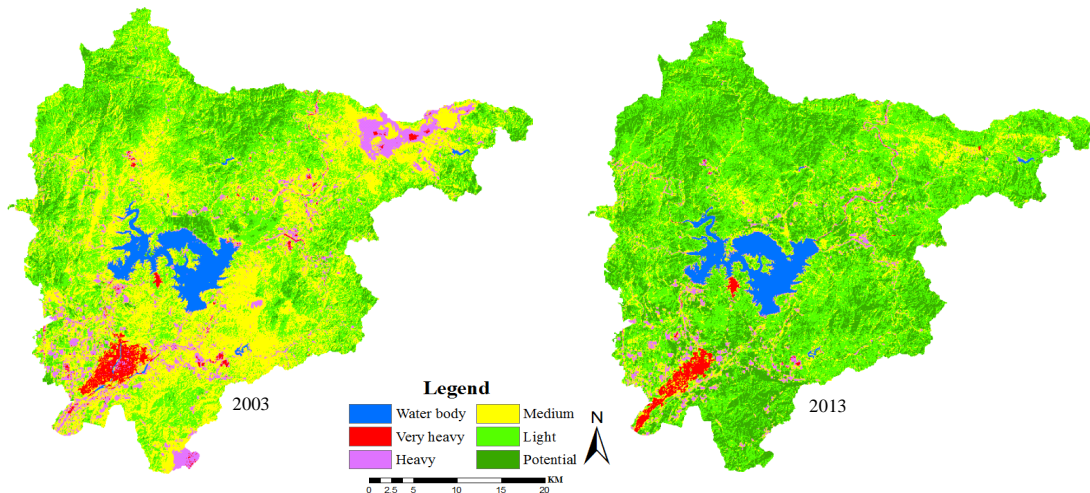 2003
2013
Legend
Water body
Medium
Very heavy
Light
Heavy
Potential
N
KM
0 2.5 5 10 15 20